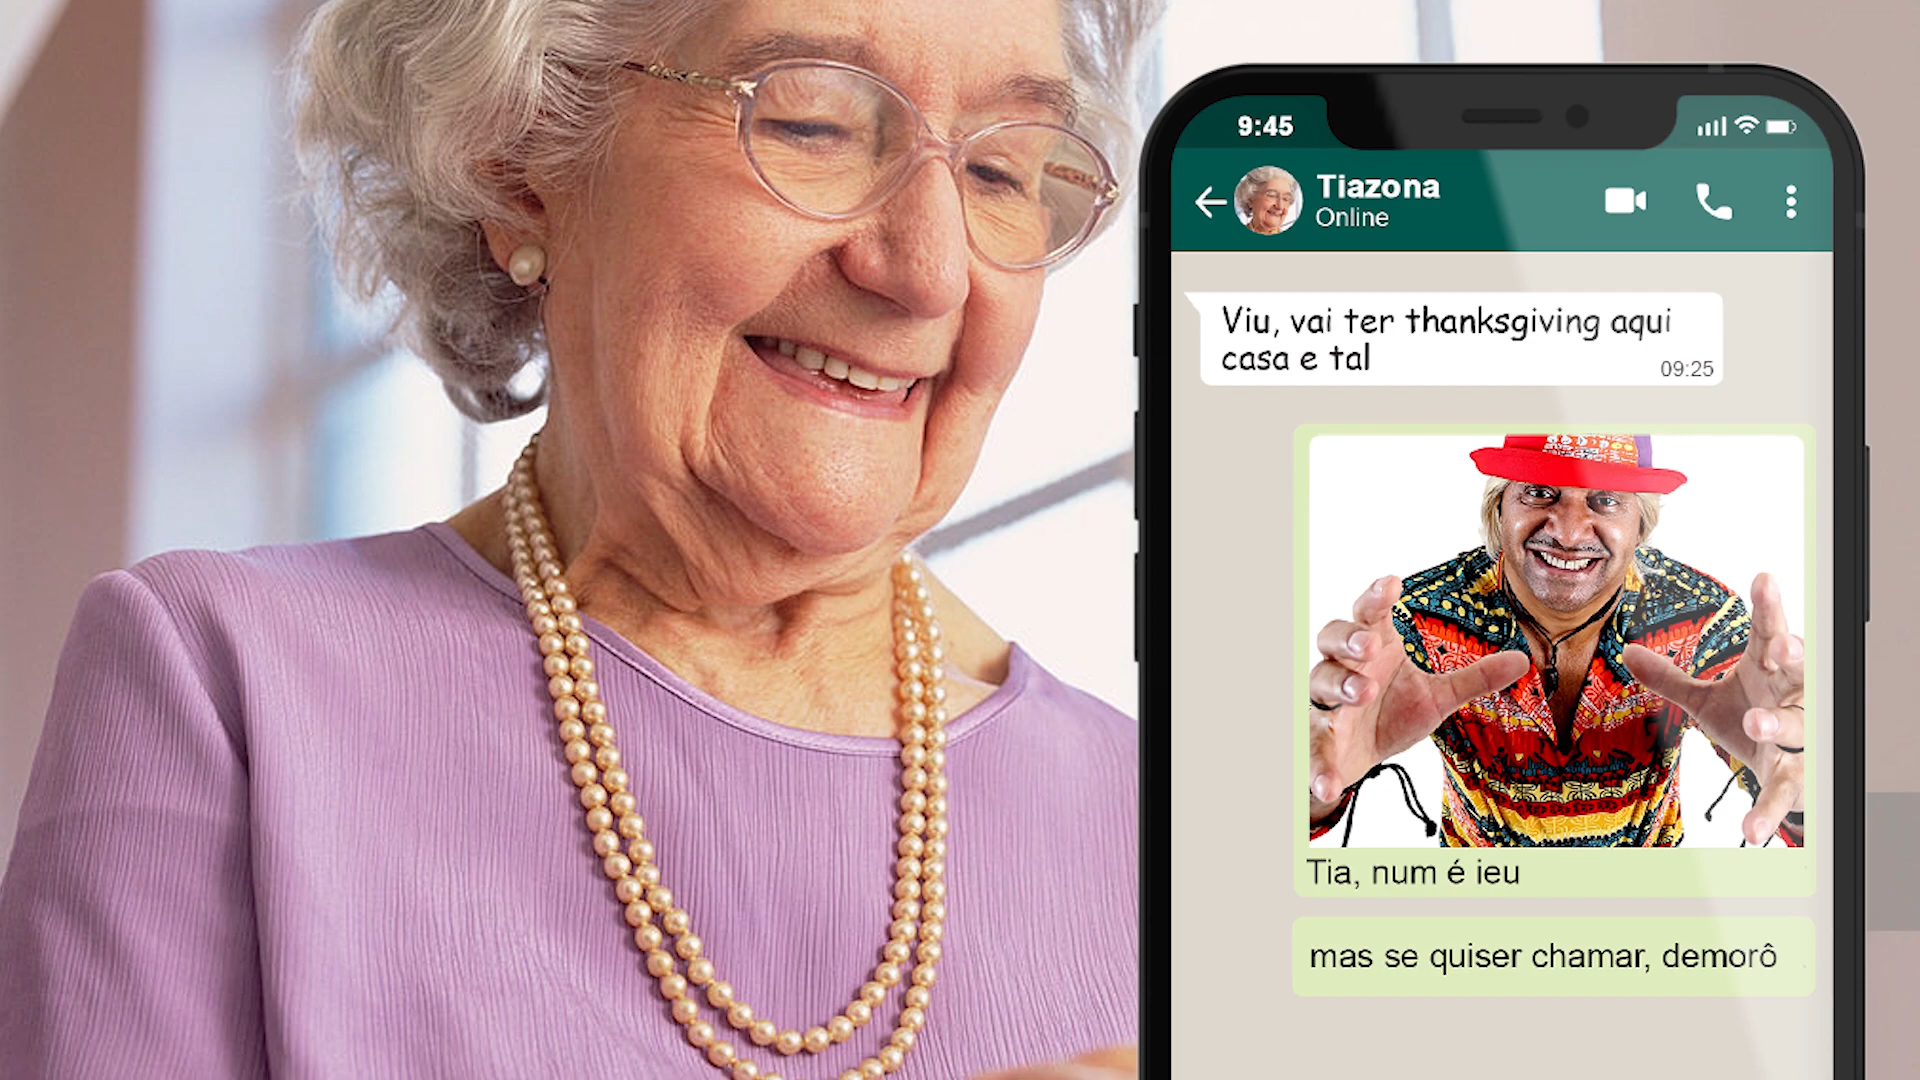 9:45
Tiazona
Online
Viu, vai ter thanksgiving aqui
casa e tal
09:25
Tia, num é ieu
mas se quiser chamar, demorô